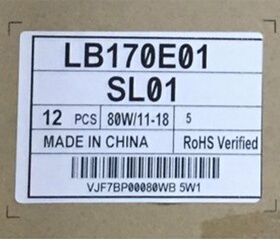 LB170E01
SL01
12 PCS 80W/11-18 5
MADE IN CHINA RoHS Verified
VJF7BP00080WB 5W1